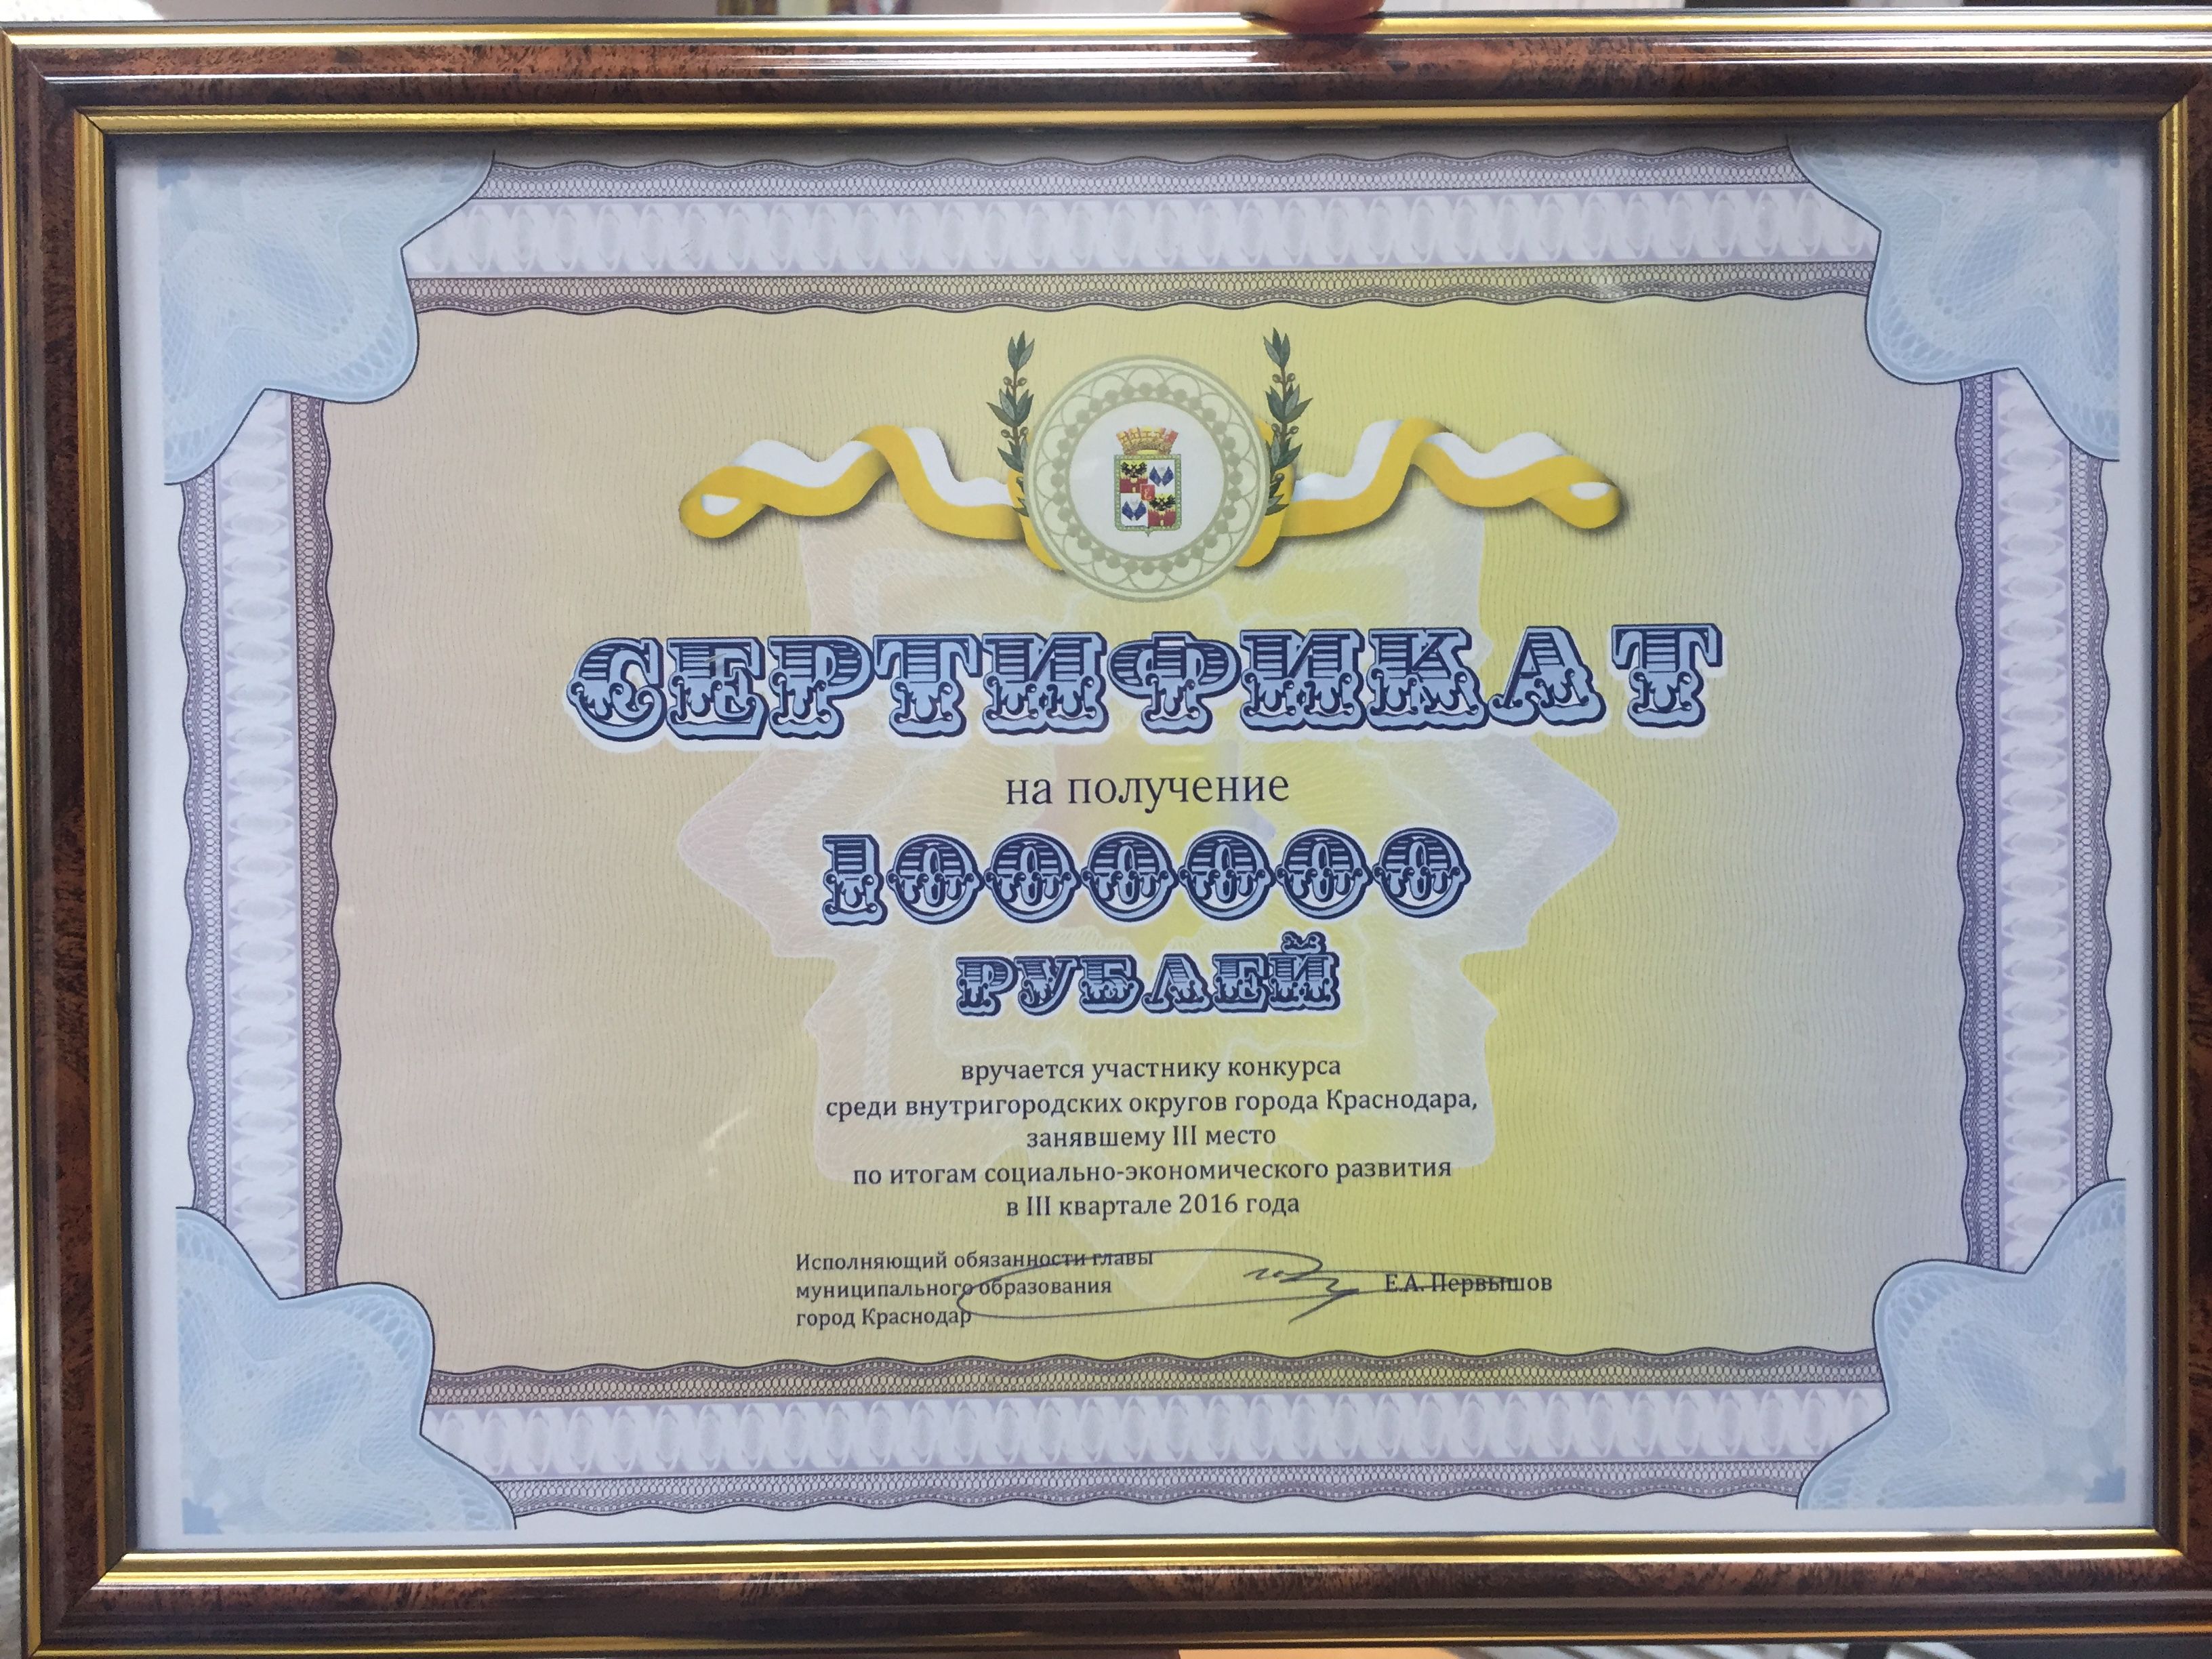 СЕРТИФИКАТ
на получение
1000000
РУБЛЕЙ
вручается участнику конкурса
среди внутригородских округов города Краснодара,
занявшему III место
по итогам социально-экономического развития
в III квартале 2016 года
Исполняющий обязанности главы
муниципального образования
город Краснодар
Е.А. Первышов